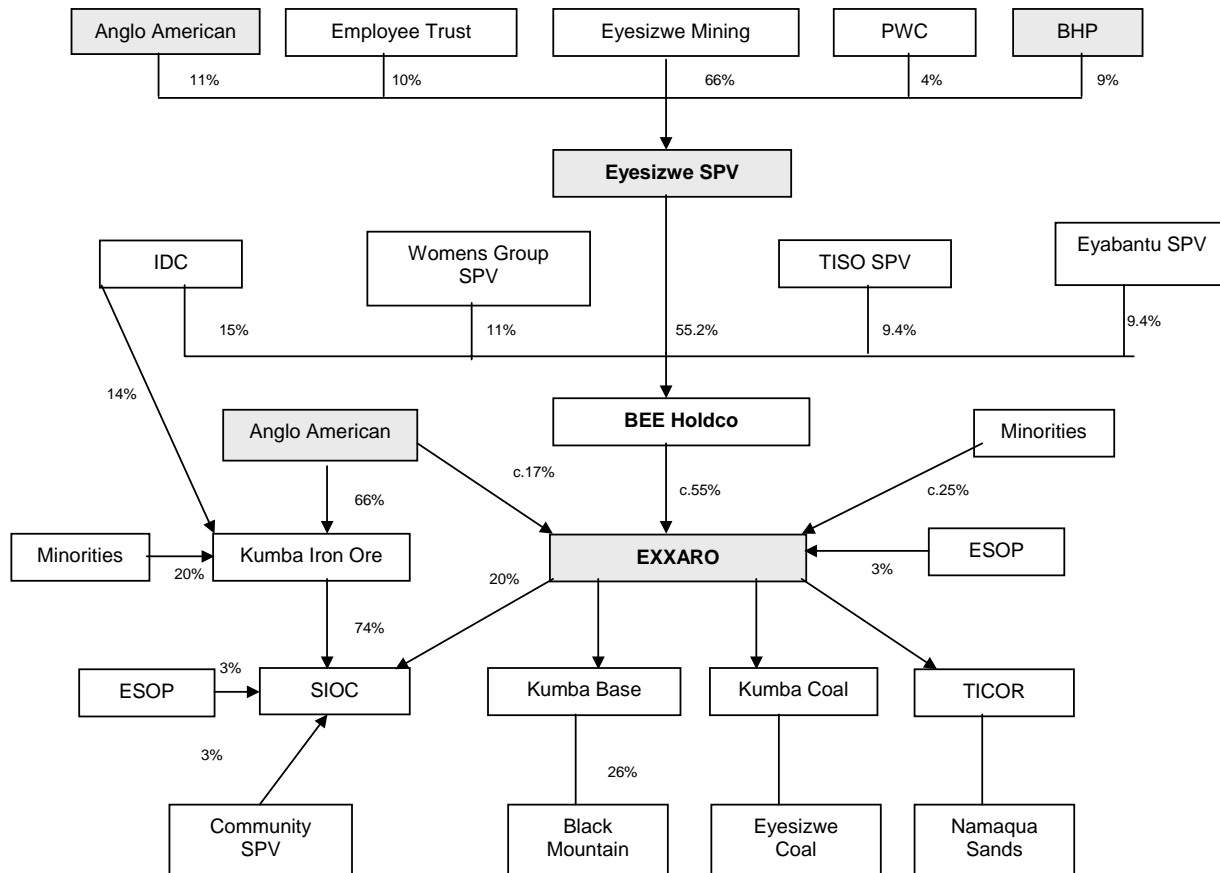 Anglo American
Employee Trust
Eyesizwe Mining
PWC
BHP
11%
10%
66%
4%
9%
Eyesizwe SPV
IDC
Womens Group
SPV
TISO SPV
Eyabantu SPV
15%
11%
55.2%
9.4%
9.4%
14%
Anglo American
BEE Holdco
Minorities
c.17%
c.55%
c.25%
66%
Minorities
20%
Kumba Iron Ore
EXXARO
ESOP
3%
20%
74%
ESOP
3%
SIOC
Kumba Base
Kumba Coal
TICOR
3%
26%
Community
SPV
Black
Mountain
Eyesizwe
Coal
Namaqua
Sands